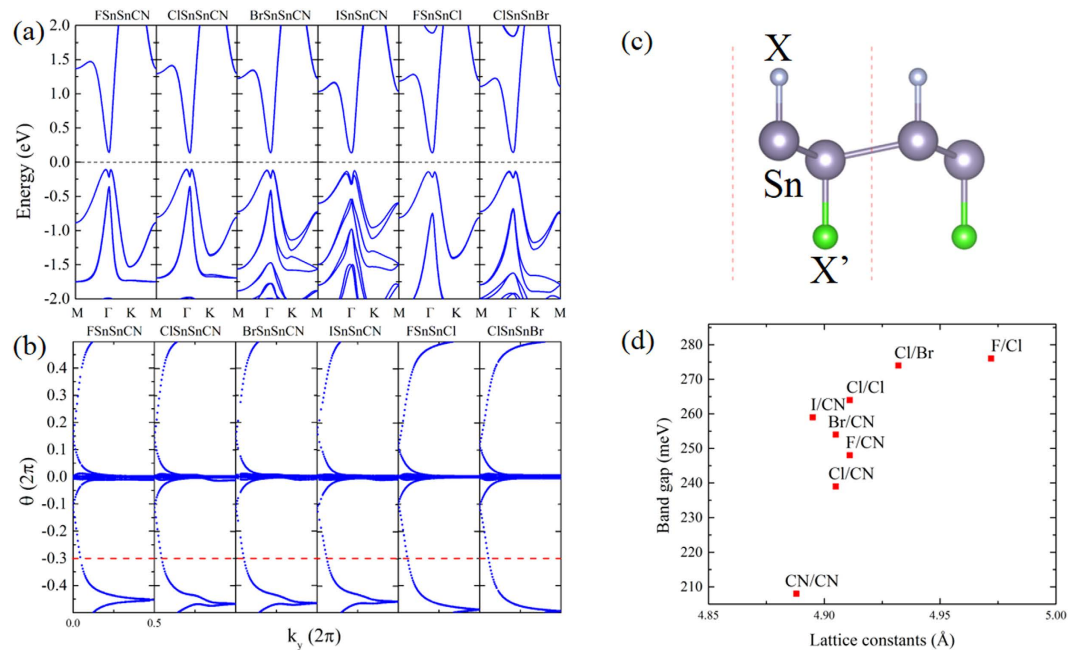 (a)
FSnSnCN ClSnSnCN BrSnSnCN ISnSnCN FSnSnCl ClSnSnBr
Energy (eV)
2.0
1.5
1.0
0.5
0.0
-0.5
-1.0
-1.5
-2.0
M Γ K M Γ K M Γ K M Γ K M Γ K M Γ K M
(b)
FSnSnCN ClSnSnCN BrSnSnCN ISnSnCN FSnSnCl ClSnSnBr
θ (2π)
0.4
0.3
0.2
0.1
0.0
-0.1
-0.2
-0.3
-0.4
0.0 0.5
k_y (2π)
(c)
X
Sn
X'
(d)
Band gap (meV)
280
270
260
250
240
230
220
210
F/Cl
Cl/Br
Cl/Cl
I/CN
Br/CN
F/CN
Cl/CN
CN/CN
4.85 4.90 4.95 5.00
Lattice constants (Å)